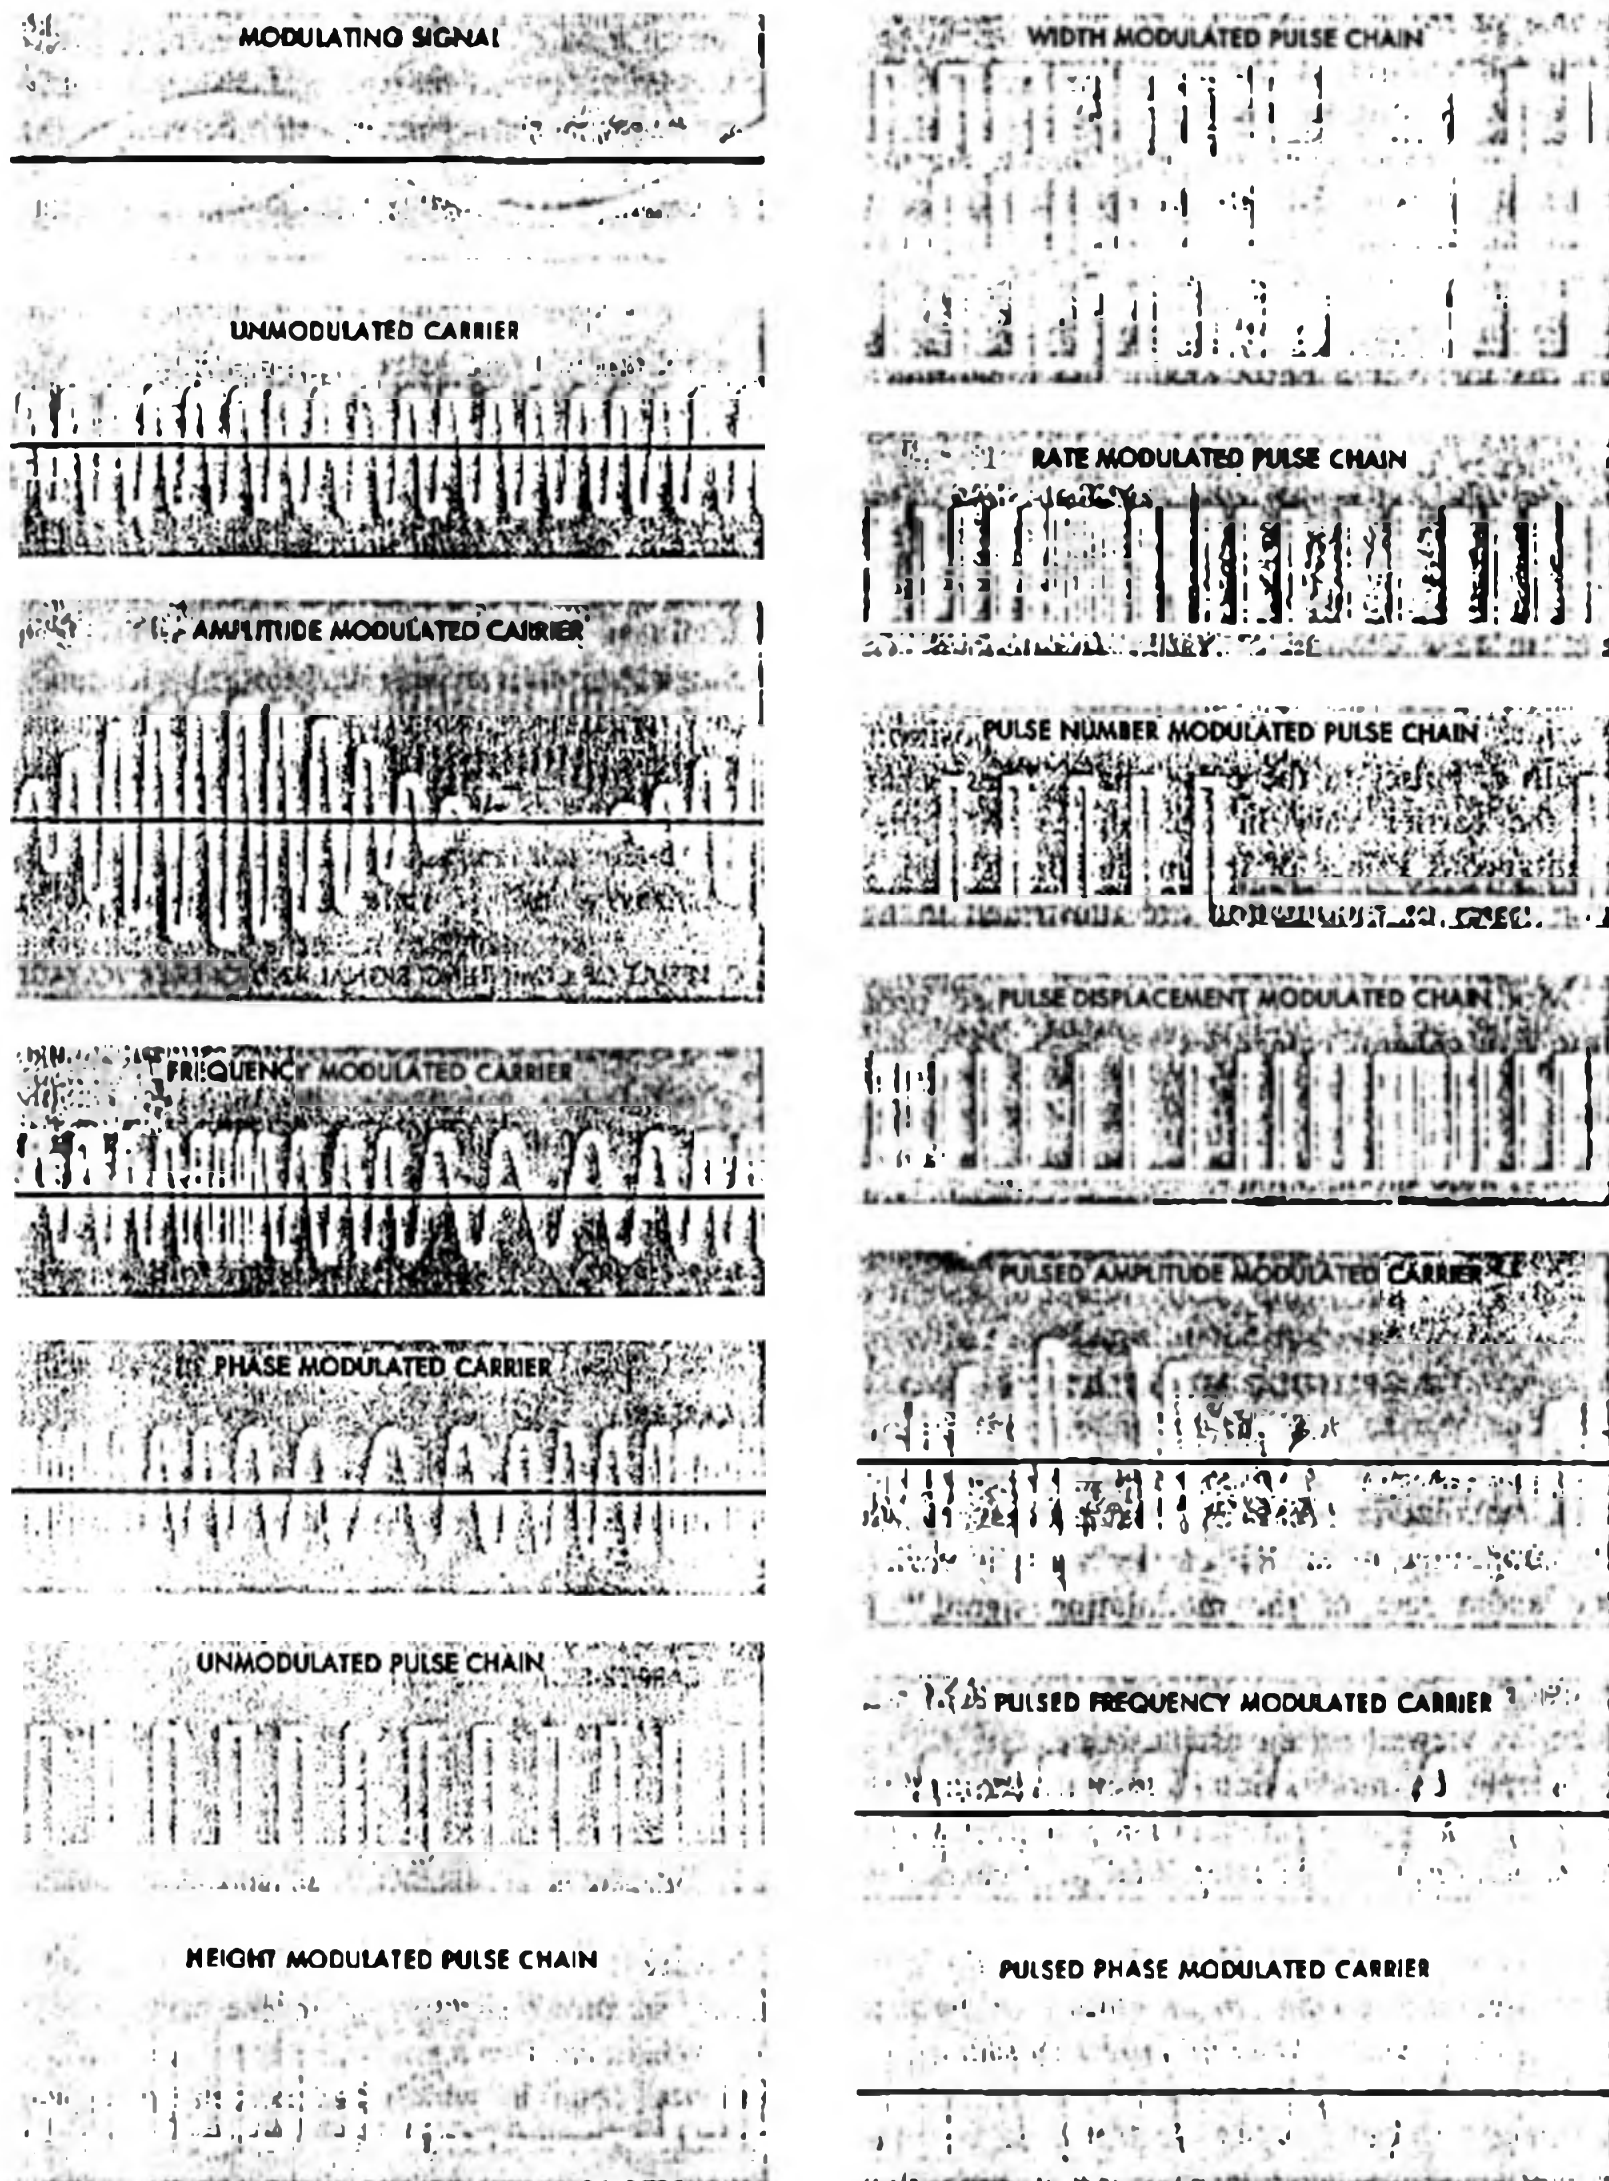 MODULATING SIGNAL
UNMODULATED CARRIER
AMPLITUDE MODULATED CARRIER
FREQUENCY MODULATED CARRIER
PHASE MODULATED CARRIER
UNMODULATED PULSE CHAIN
HEIGHT MODULATED PULSE CHAIN
WIDTH MODULATED PULSE CHAIN
RATE MODULATED PULSE CHAIN
PULSE NUMBER MODULATED PULSE CHAIN
PULSE DISPLACEMENT MODULATED CHAIN
PULSED AMPLITUDE MODULATED CARRIER
PULSED FREQUENCY MODULATED CARRIER
PULSED PHASE MODULATED CARRIER